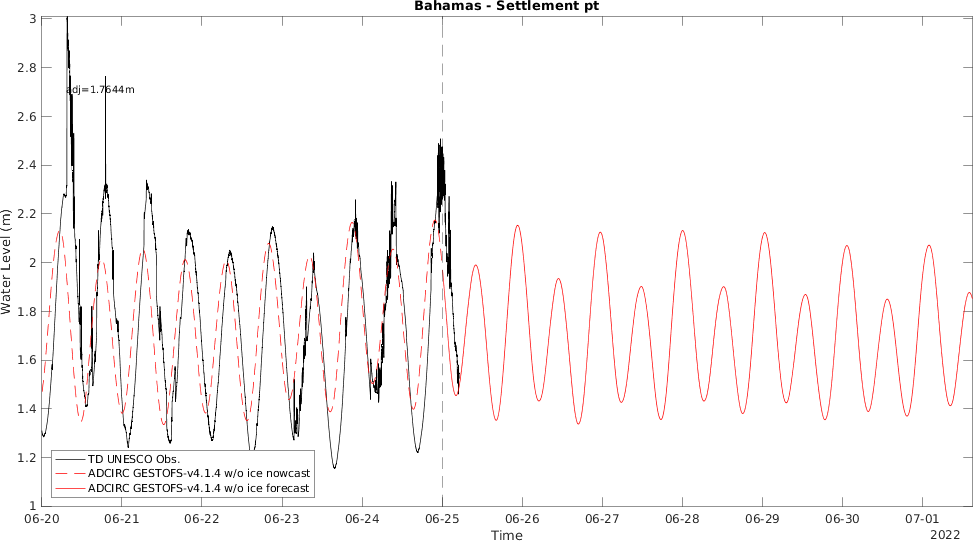 Bahamas - Settlement pt
3
2.8
adj=1.7644m
2.6
2.4
2.2
2
1.8
1.6
1.4
1.2
1
Water Level (m)
TD UNESCO Obs.
ADCIRC GESTOFS-v4.1.4 w/o ice nowcast
ADCIRC GESTOFS-v4.1.4 w/o ice forecast
06-20 06-21 06-22 06-23 06-24 06-25 06-26 06-27 06-28 06-29 06-30 07-01
Time
2022